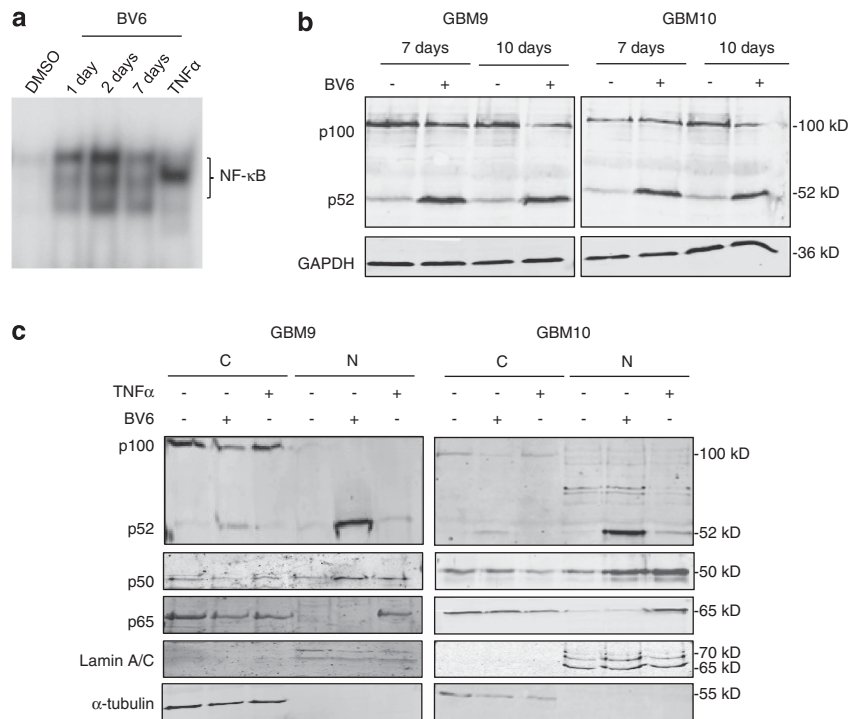 a
BV6
DMSO
1 day
2 days
7 days
TNFα
NF-κB
b
GBM9 GBM10
7 days 10 days 7 days 10 days
BV6 - + - + - + - +
p100 -100 kD
p52 -52 kD
GAPDH -36 kD
c
GBM9 GBM10
C N C N
TNFα - - + - - + - - + - - +
BV6 - + - - + - - + - - + -
p100 -100 kD
p52 -52 kD
p50 -50 kD
p65 -65 kD
Lamin A/C -70 kD
-65 kD
α-tubulin -55 kD